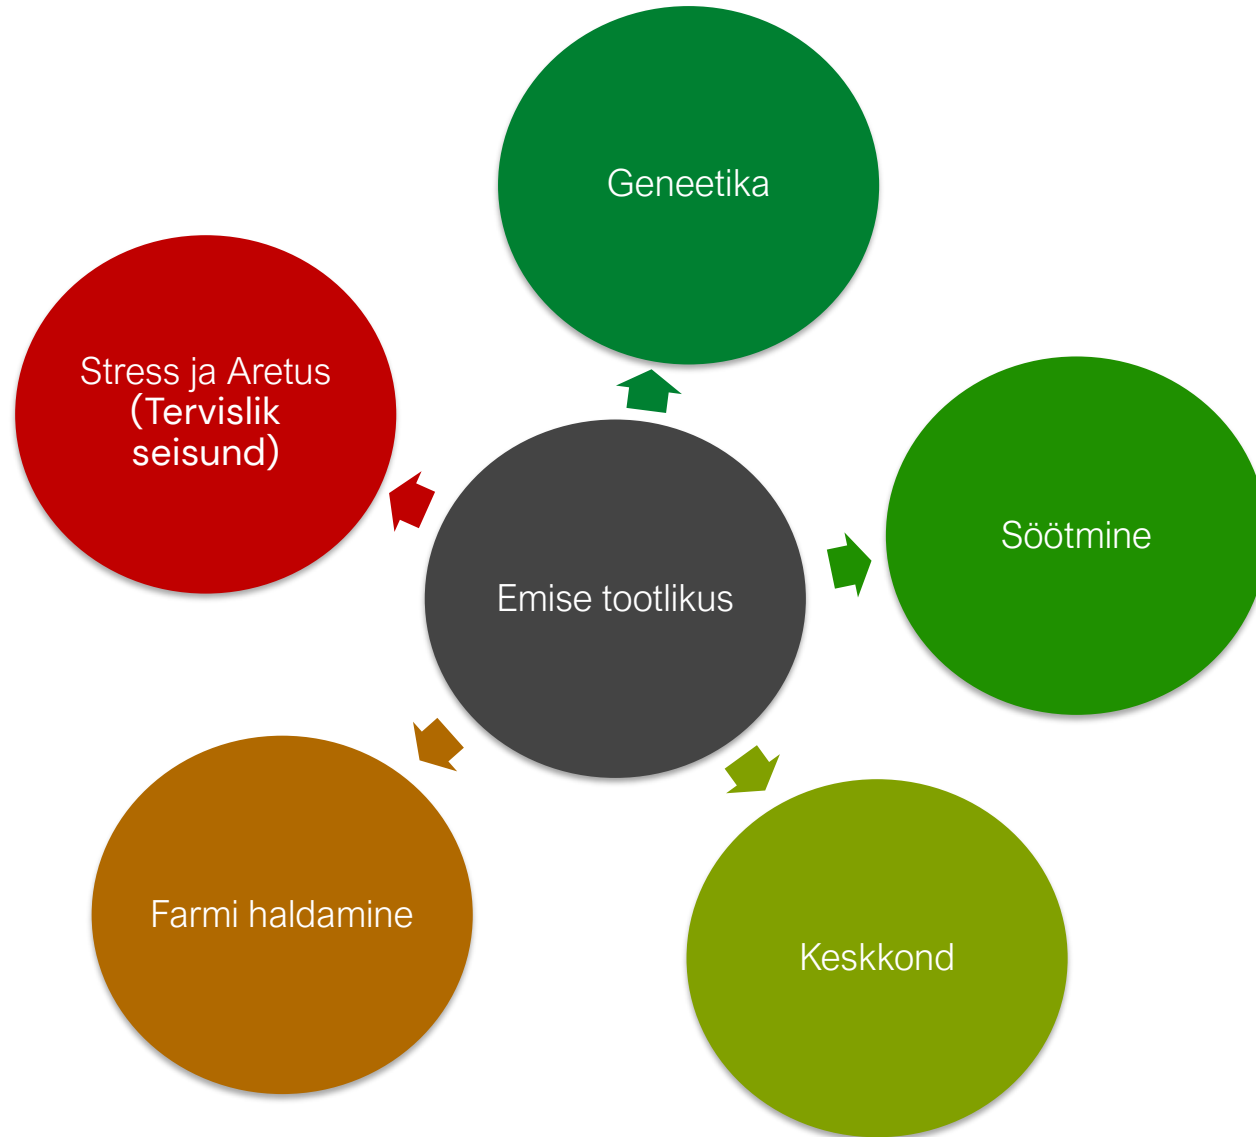 Geneetika
Stress ja Aretus
(Tervislik
seisund)
Söötmine
Emise tootlikus
Farmi haldamine
Keskkond